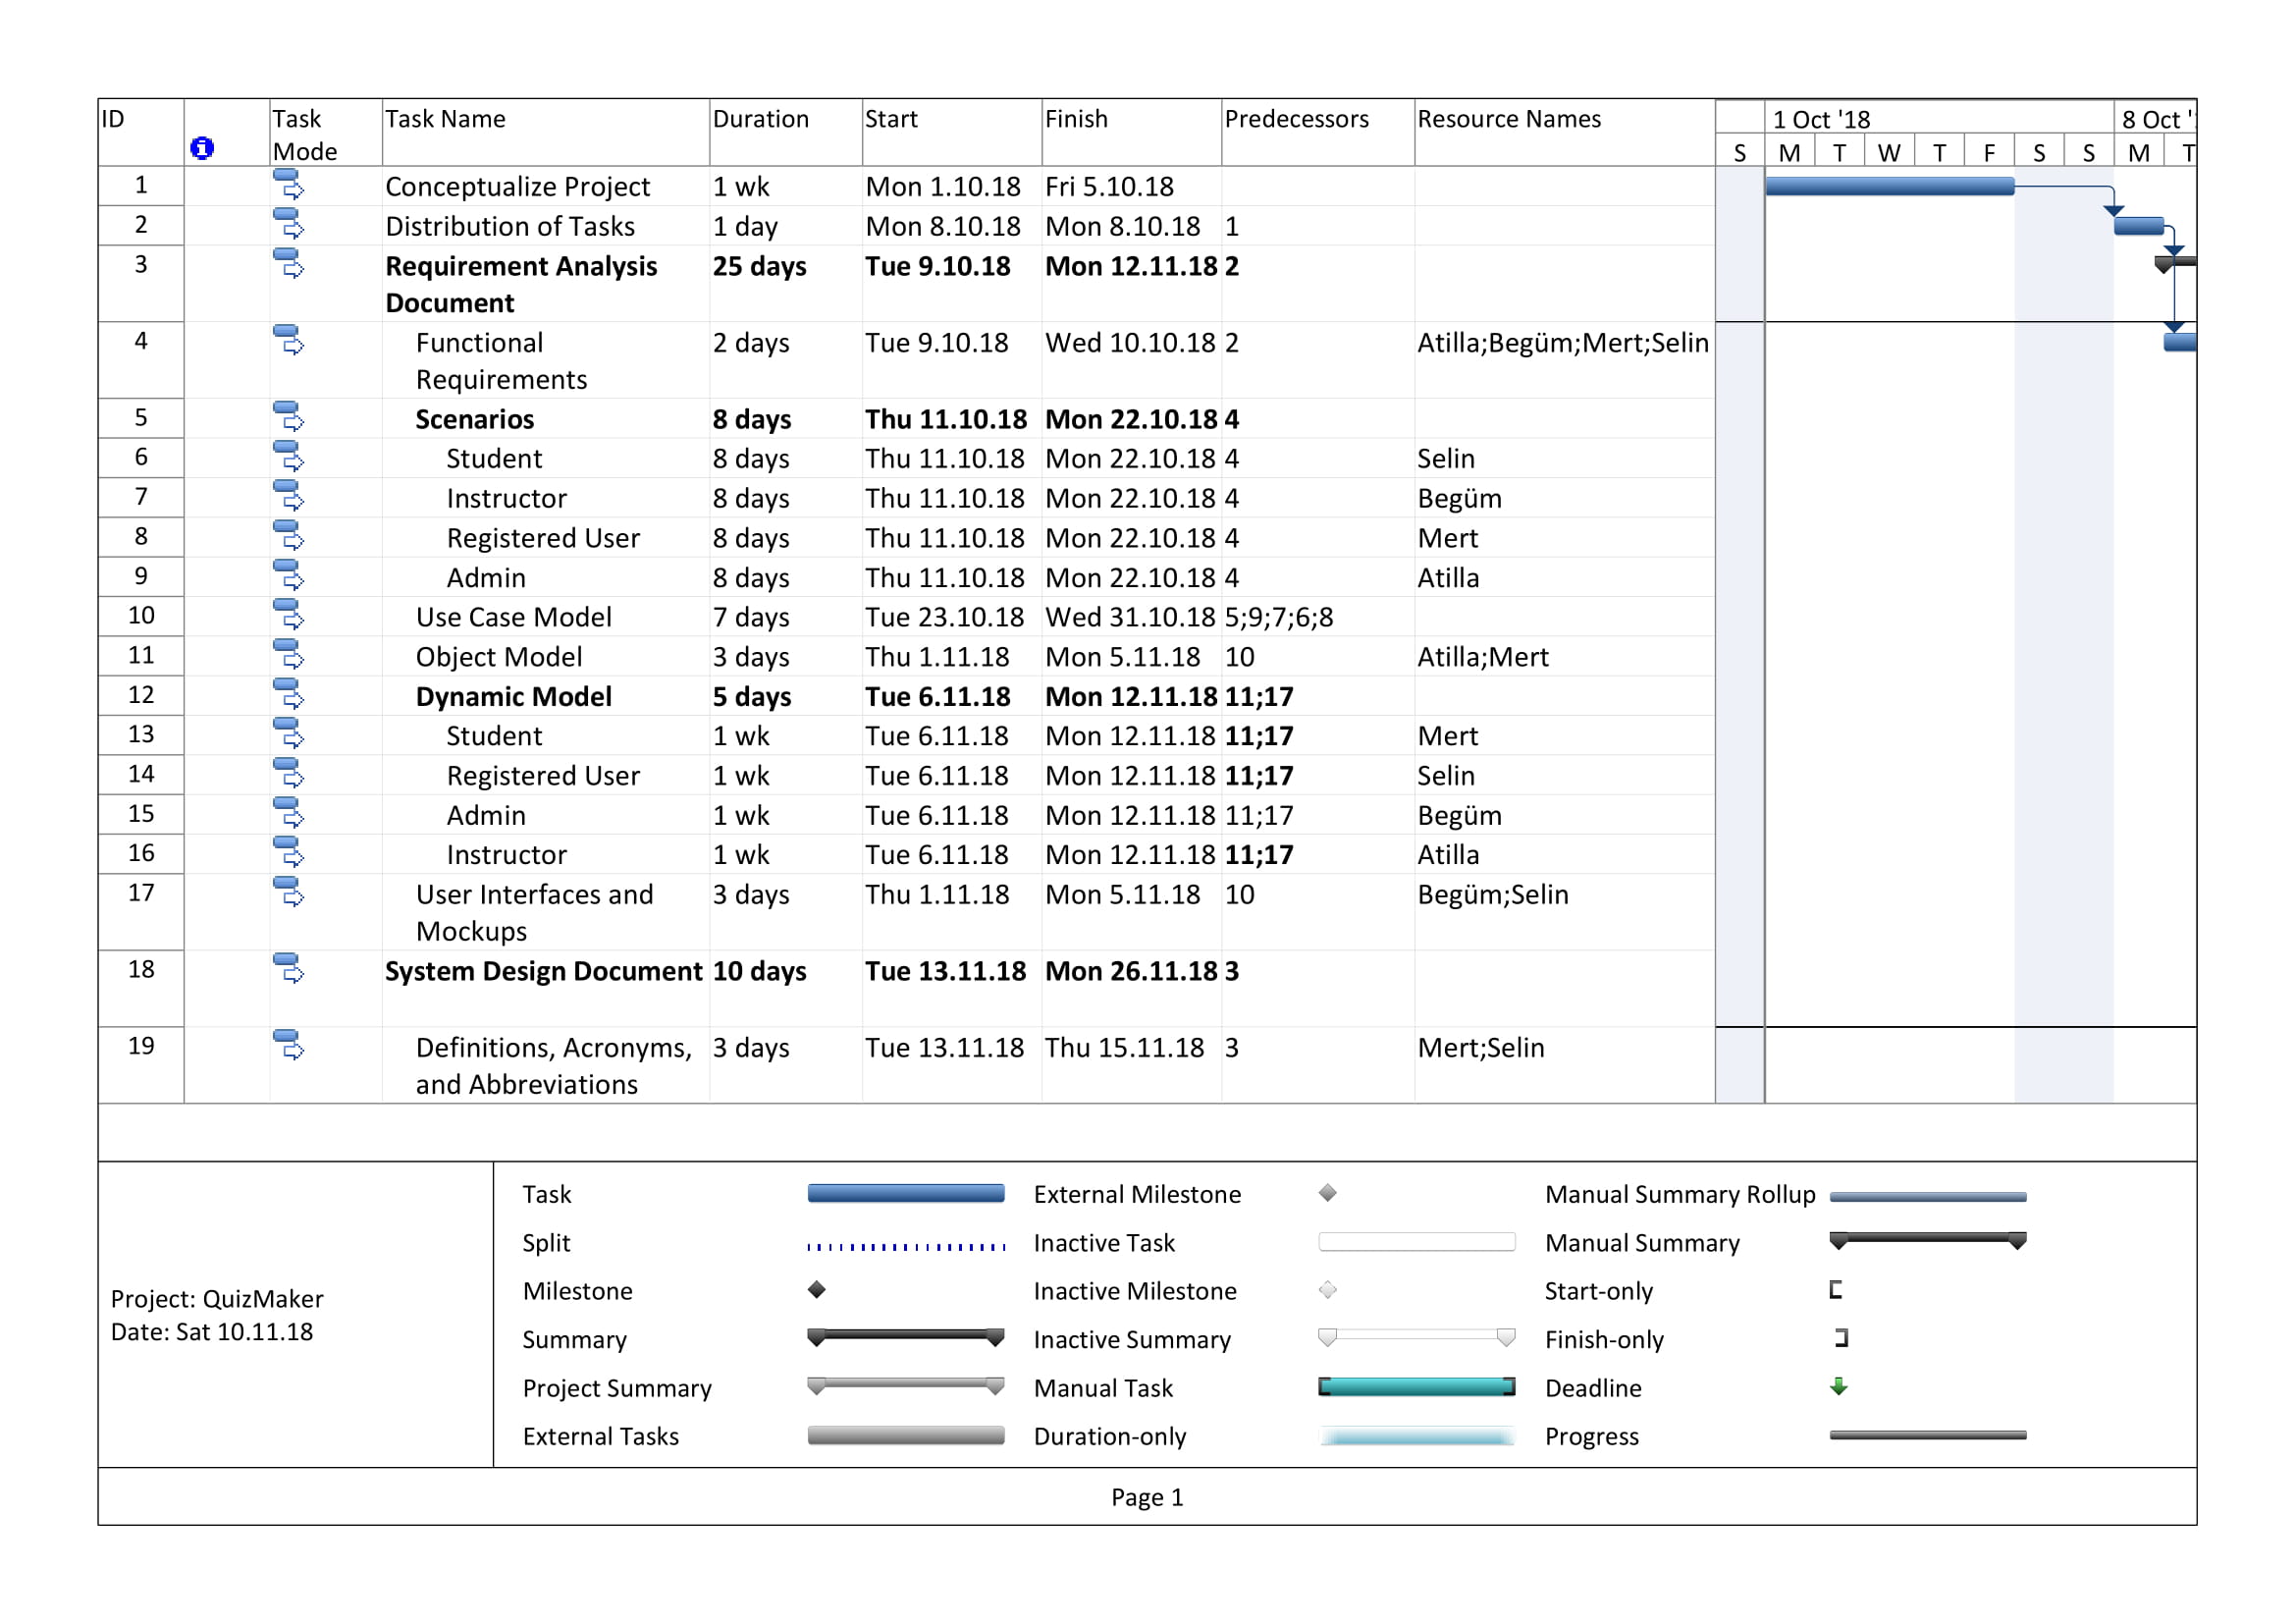 ID Task Mode Task Name Duration Start Finish Predecessors Resource Names 1 Oct '18 8 Oct '
S M T W T F S S M T
1 Conceptualize Project 1 wk Mon 1.10.18 Fri 5.10.18
2 Distribution of Tasks 1 day Mon 8.10.18 Mon 8.10.18 1
3 Requirement Analysis Document 25 days Tue 9.10.18 Mon 12.11.18 2
4 Functional Requirements 2 days Tue 9.10.18 Wed 10.10.18 2 Atilla;Begüm;Mert;Selin
5 Scenarios 8 days Thu 11.10.18 Mon 22.10.18 4
6 Student 8 days Thu 11.10.18 Mon 22.10.18 4 Selin
7 Instructor 8 days Thu 11.10.18 Mon 22.10.18 4 Begüm
8 Registered User 8 days Thu 11.10.18 Mon 22.10.18 4 Mert
9 Admin 8 days Thu 11.10.18 Mon 22.10.18 4 Atilla
10 Use Case Model 7 days Tue 23.10.18 Wed 31.10.18 5;9;7;6;8
11 Object Model 3 days Thu 1.11.18 Mon 5.11.18 10 Atilla;Mert
12 Dynamic Model 5 days Tue 6.11.18 Mon 12.11.18 11;17
13 Student 1 wk Tue 6.11.18 Mon 12.11.18 11;17 Mert
14 Registered User 1 wk Tue 6.11.18 Mon 12.11.18 11;17 Selin
15 Admin 1 wk Tue 6.11.18 Mon 12.11.18 11;17 Begüm
16 Instructor 1 wk Tue 6.11.18 Mon 12.11.18 11;17 Atilla
17 User Interfaces and Mockups 3 days Thu 1.11.18 Mon 5.11.18 10 Begüm;Selin
18 System Design Document 10 days Tue 13.11.18 Mon 26.11.18 3
19 Definitions, Acronyms, and Abbreviations 3 days Tue 13.11.18 Thu 15.11.18 3 Mert;Selin
Project: QuizMaker
Date: Sat 10.11.18
Task External Milestone Manual Summary Rollup
Split Inactive Task Manual Summary
Milestone Inactive Milestone Start-only
Summary Inactive Summary Finish-only
Project Summary Manual Task Deadline
External Tasks Duration-only Progress
Page 1